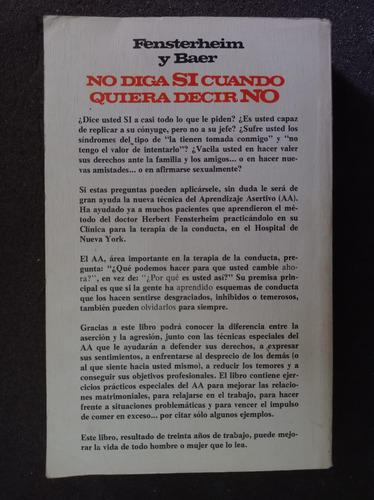 Fensterheim
y Baer
NO DIGA SI CUANDO
QUIERA DECIR NO
¿Dice usted SI a casi todo lo que le piden? ¿Es usted capaz
de replicar a su cónyuge, pero no a su jefe? ¿Sufre usted los
síndromes del tipo de "la tienen tomada conmigo" y "no
tengo el valor de intentarlo"? ¿Vacila usted en hacer valer
sus derechos ante la familia y los amigos... o en hacer nue-
vas amistades... o en afirmarse sexualmente?
Si estas preguntas pueden aplicársele, sin duda le será de
gran ayuda la nueva técnica del Aprendizaje Asertivo (AA).
Ha ayudado ya a muchos pacientes que aprendieron el mé-
todo del doctor Herbert Fensterheim practicándolo en su
Clínica para la terapia de la conducta, en el Hospital de
Nueva York.
El AA, área importante en la terapia de la conducta, pre-
gunta: "¿Qué podemos hacer para que usted cambie aho-
ra?", en vez de: "¿Por qué es usted así?" Su premisa princi-
pal es que si la gente ha aprendido esquemas de conducta
que los hacen sentirse desgraciados, inhibidos o temerosos,
también pueden olvidarlos para siempre.
Gracias a este libro podrá conocer la diferencia entre la
aserción y la agresión, junto con las técnicas especiales del
AA que le ayudarán a defender sus derechos, a expresar
sus sentimientos, a enfrentarse al desprecio de los demás (o
al que siente hacia usted mismo), a reducir los temores y a
conseguir sus objetivos profesionales. El libro contiene ejer-
cicios prácticos especiales del AA para mejorar las relacio-
nes matrimoniales, para relajarse en el trabajo, para hacer
frente a situaciones problemáticas y para vencer el impulso
de comer en exceso... por citar sólo algunos ejemplos.
Este libro, resultado de treinta años de trabajo, puede mejo-
rar la vida de todo hombre o mujer que lo lea.